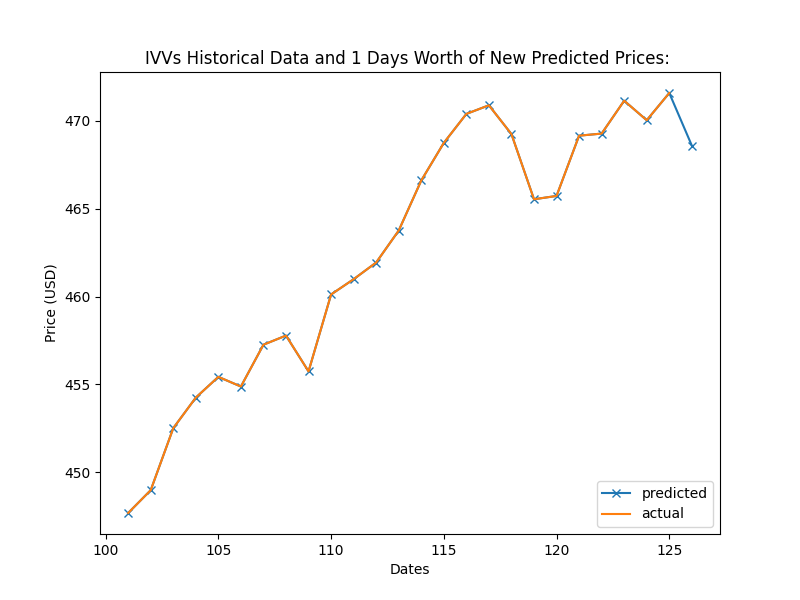 IVVs Historical Data and 1 Days Worth of New Predicted Prices:
470
465
460
455
450
Price (USD)
100
105
110
115
120
125
Dates
predicted
actual